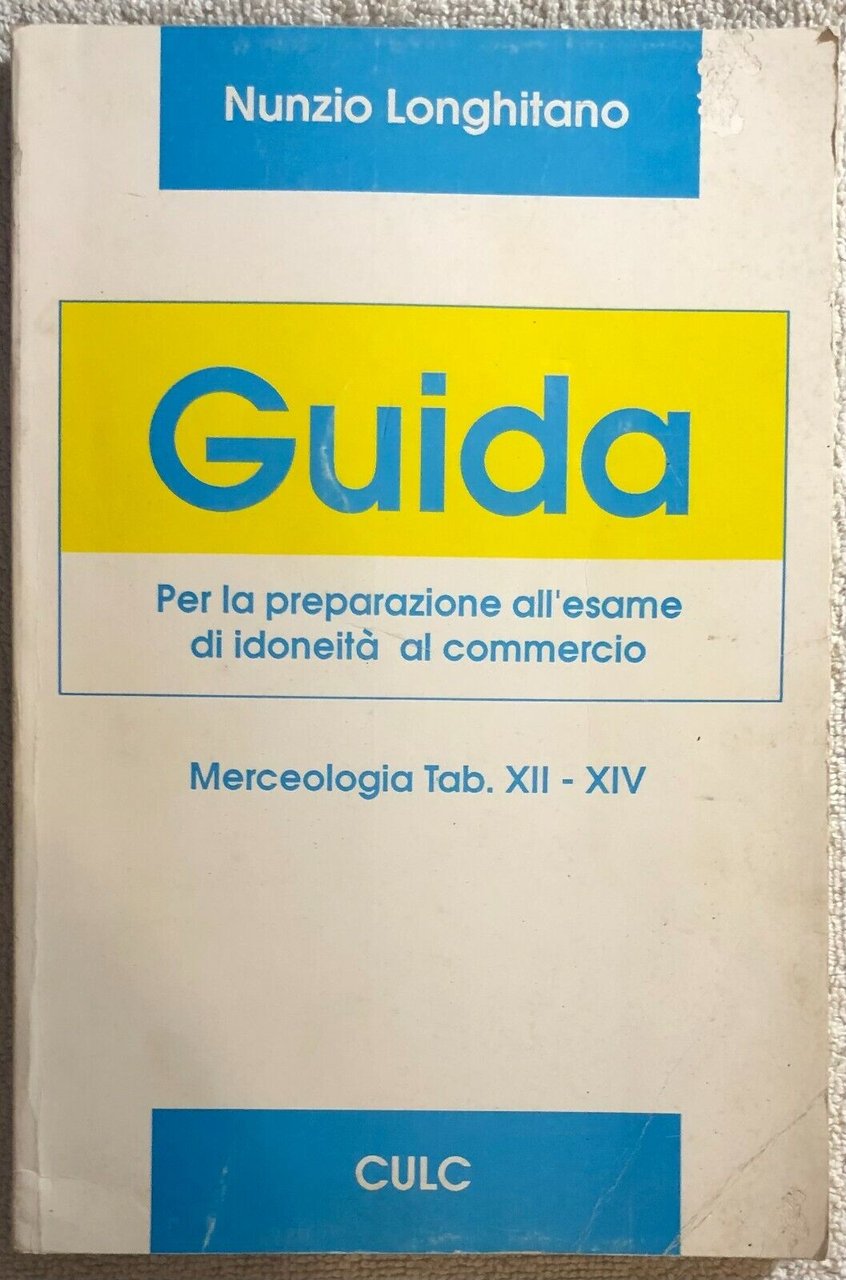 Nunzio Longhitano
Guida
Per la preparazione all'esame
di idoneità al commercio
Merceologia Tab. XII - XIV
CULC